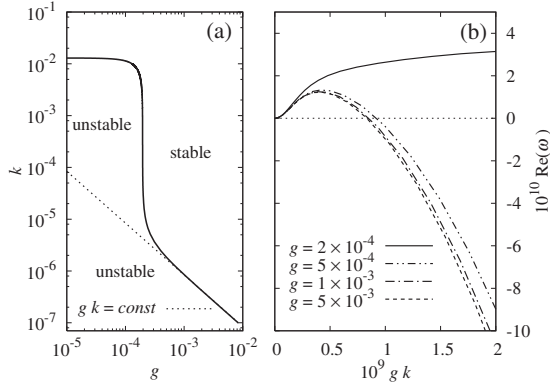 (a)
k
10^-1
10^-2
10^-3
10^-4
10^-5
10^-6
10^-7
unstable
stable
unstable
g k = const
10^-5
10^-4
10^-3
10^-2
g
(b)
5
4
2
0
-2
-4
-6
-8
-10
10^10 Re(ω)
g = 2 × 10^-4
g = 5 × 10^-4
g = 1 × 10^-3
g = 5 × 10^-3
0
0.5
1
1.5
2
10^9 g k